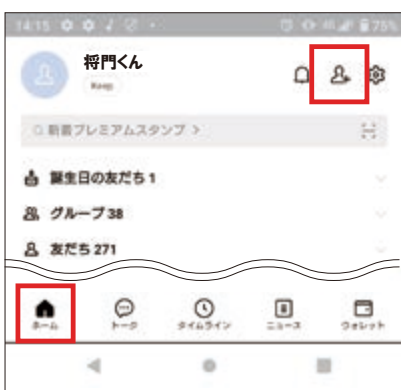 14:15 75%
将門くん
Keep
新着プレミアムスタンプ >
誕生日の友だち 1
グループ 38
友だち 271
ホーム トーク タイムライン ニュース ウォレット